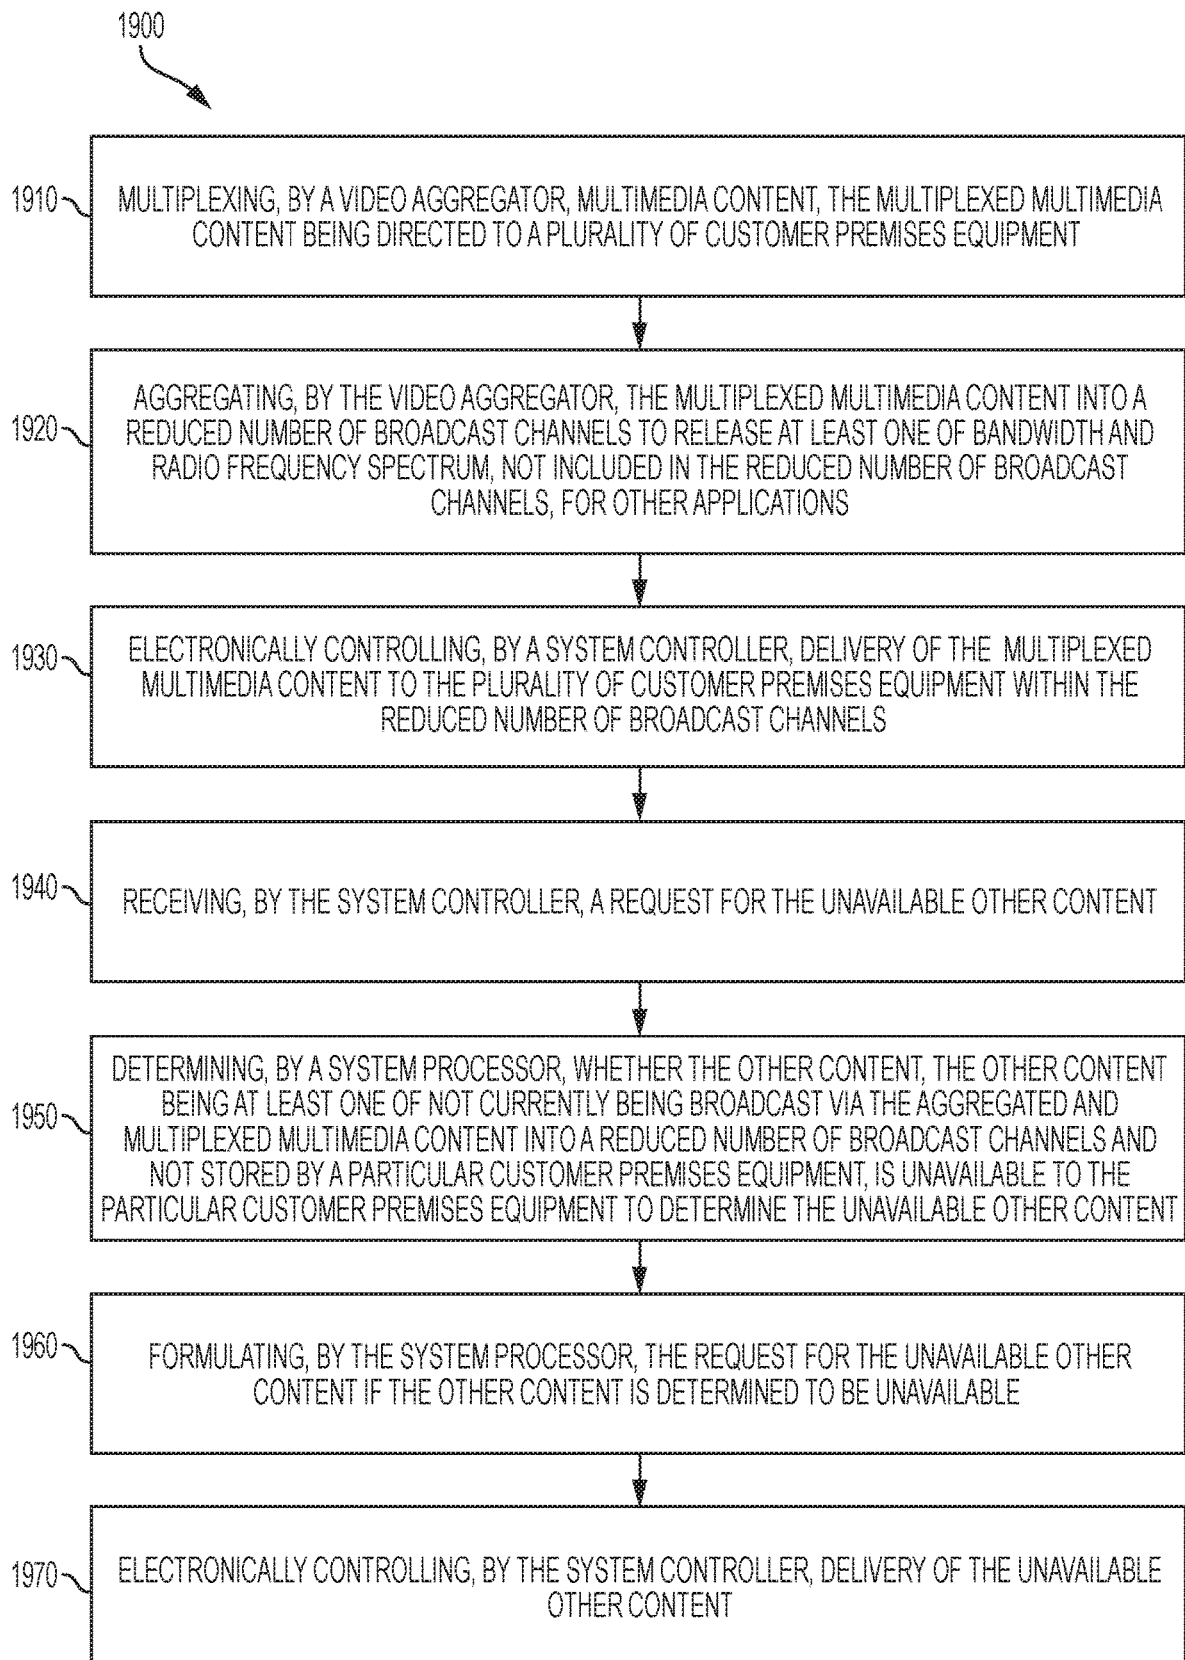 1900
1910
MULTIPLEXING, BY A VIDEO AGGREGATOR, MULTIMEDIA CONTENT, THE MULTIPLEXED MULTIMEDIA
CONTENT BEING DIRECTED TO A PLURALITY OF CUSTOMER PREMISES EQUIPMENT
1920
AGGREGATING, BY THE VIDEO AGGREGATOR, THE MULTIPLEXED MULTIMEDIA CONTENT INTO A
REDUCED NUMBER OF BROADCAST CHANNELS TO RELEASE AT LEAST ONE OF BANDWIDTH AND
RADIO FREQUENCY SPECTRUM, NOT INCLUDED IN THE REDUCED NUMBER OF BROADCAST
CHANNELS, FOR OTHER APPLICATIONS
1930
ELECTRONICALLY CONTROLLING, BY A SYSTEM CONTROLLER, DELIVERY OF THE MULTIPLEXED
MULTIMEDIA CONTENT TO THE PLURALITY OF CUSTOMER PREMISES EQUIPMENT WITHIN THE
REDUCED NUMBER OF BROADCAST CHANNELS
1940
RECEIVING, BY THE SYSTEM CONTROLLER, A REQUEST FOR THE UNAVAILABLE OTHER CONTENT
1950
DETERMINING, BY A SYSTEM PROCESSOR, WHETHER THE OTHER CONTENT, THE OTHER CONTENT
BEING AT LEAST ONE OF NOT CURRENTLY BEING BROADCAST VIA THE AGGREGATED AND
MULTIPLEXED MULTIMEDIA CONTENT INTO A REDUCED NUMBER OF BROADCAST CHANNELS AND
NOT STORED BY A PARTICULAR CUSTOMER PREMISES EQUIPMENT, IS UNAVAILABLE TO THE
PARTICULAR CUSTOMER PREMISES EQUIPMENT TO DETERMINE THE UNAVAILABLE OTHER CONTENT
1960
FORMULATING, BY THE SYSTEM PROCESSOR, THE REQUEST FOR THE UNAVAILABLE OTHER
CONTENT IF THE OTHER CONTENT IS DETERMINED TO BE UNAVAILABLE
1970
ELECTRONICALLY CONTROLLING, BY THE SYSTEM CONTROLLER, DELIVERY OF THE UNAVAILABLE
OTHER CONTENT